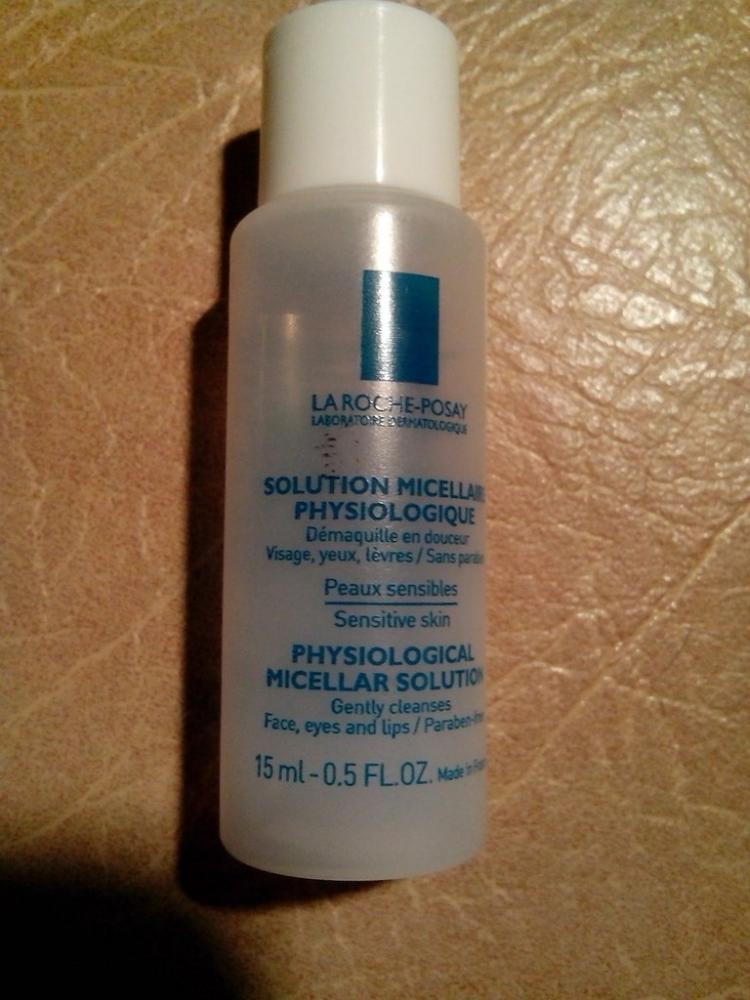 LA ROCHE-POSAY
LABORATOIRE DERMATOLOGIQUE
SOLUTION MICELLAIRE
PHYSIOLOGIQUE
Démaquille en douceur
Visage, yeux, lèvres / Sans
Peaux sensibles
Sensitive skin
PHYSIOLOGICAL
MICELLAR SOLUTION
Gently cleanses
Face, eyes and lips / Paraben-free
15 ml - 0.5 FL.OZ. Made in